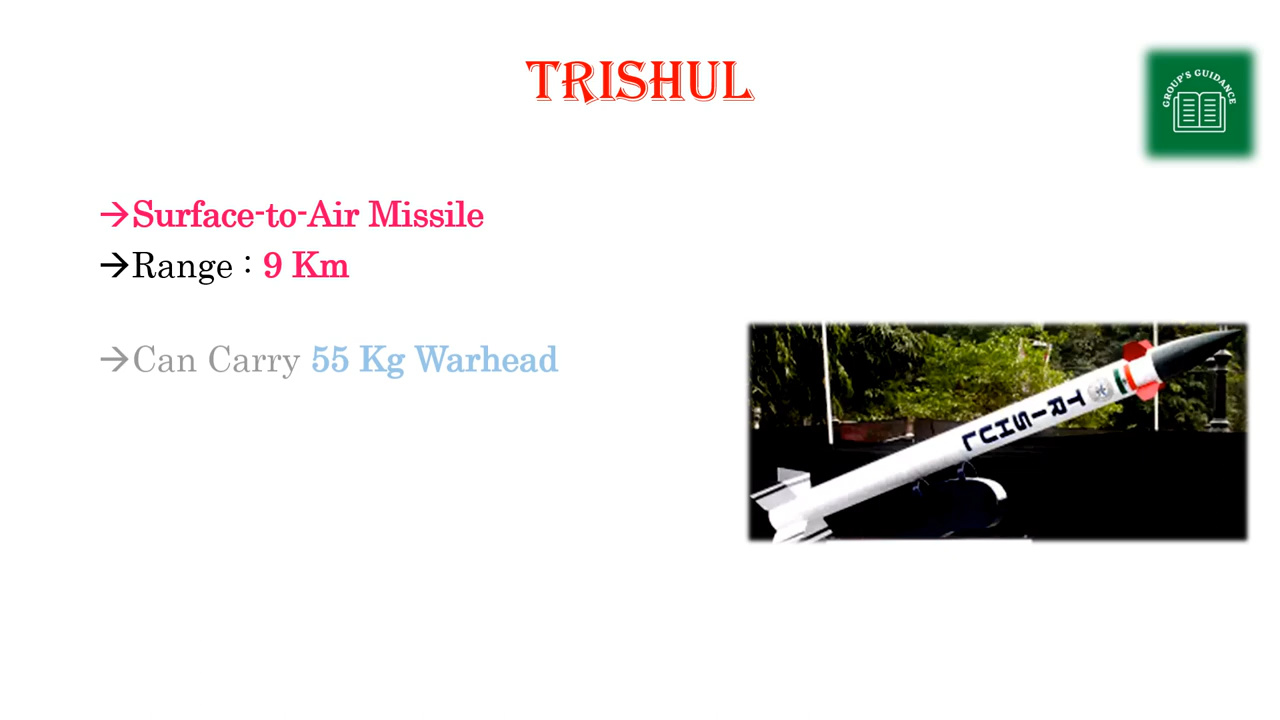 TRISHUL
GROUP'S GUIDANCE
→Surface-to-Air Missile
→Range : 9 Km
→Can Carry 55 Kg Warhead
TRISHUL